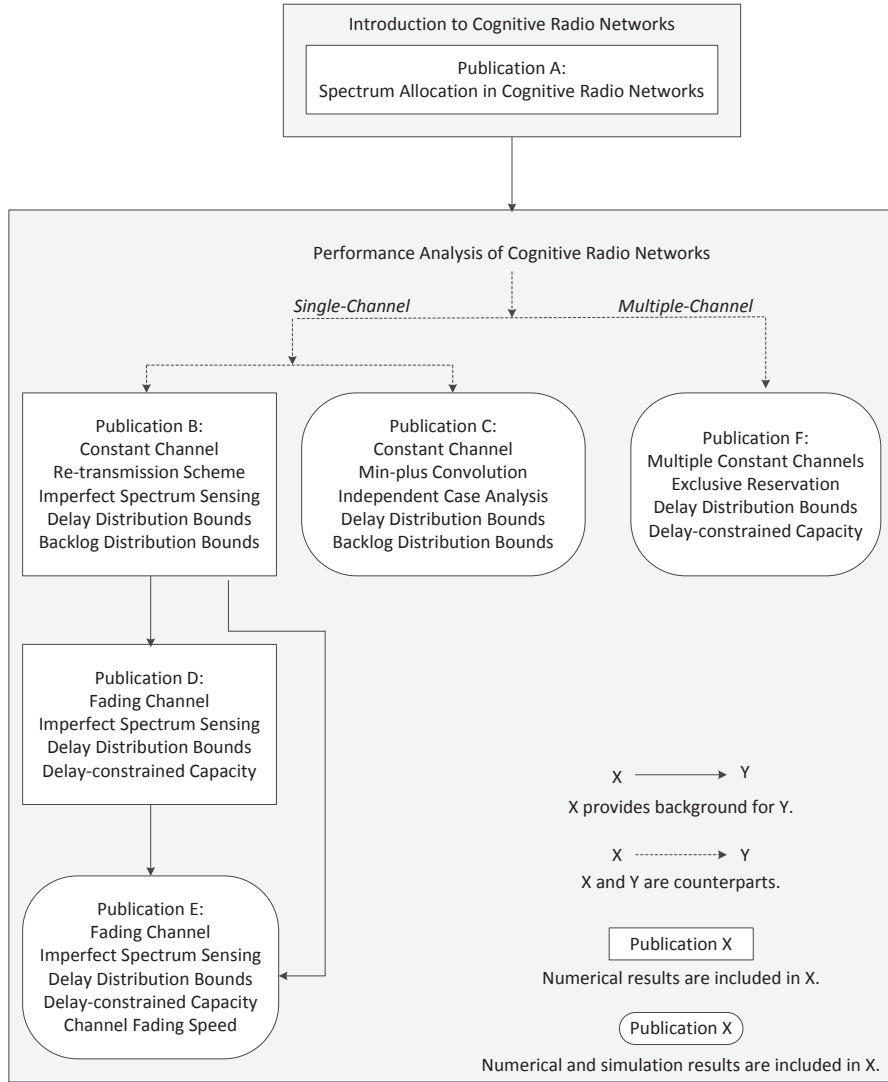 Introduction to Cognitive Radio Networks
Publication A:
Spectrum Allocation in Cognitive Radio Networks
Performance Analysis of Cognitive Radio Networks
Single-Channel
Multiple-Channel
Publication B:
Constant Channel
Re-transmission Scheme
Imperfect Spectrum Sensing
Delay Distribution Bounds
Backlog Distribution Bounds
Publication C:
Constant Channel
Min-plus Convolution
Independent Case Analysis
Delay Distribution Bounds
Backlog Distribution Bounds
Publication F:
Multiple Constant Channels
Exclusive Reservation
Delay Distribution Bounds
Delay-constrained Capacity
Publication D:
Fading Channel
Imperfect Spectrum Sensing
Delay Distribution Bounds
Delay-constrained Capacity
Publication E:
Fading Channel
Imperfect Spectrum Sensing
Delay Distribution Bounds
Delay-constrained Capacity
Channel Fading Speed
X Y
X provides background for Y.
X Y
X and Y are counterparts.
Publication X
Numerical results are included in X.
Publication X
Numerical and simulation results are included in X.